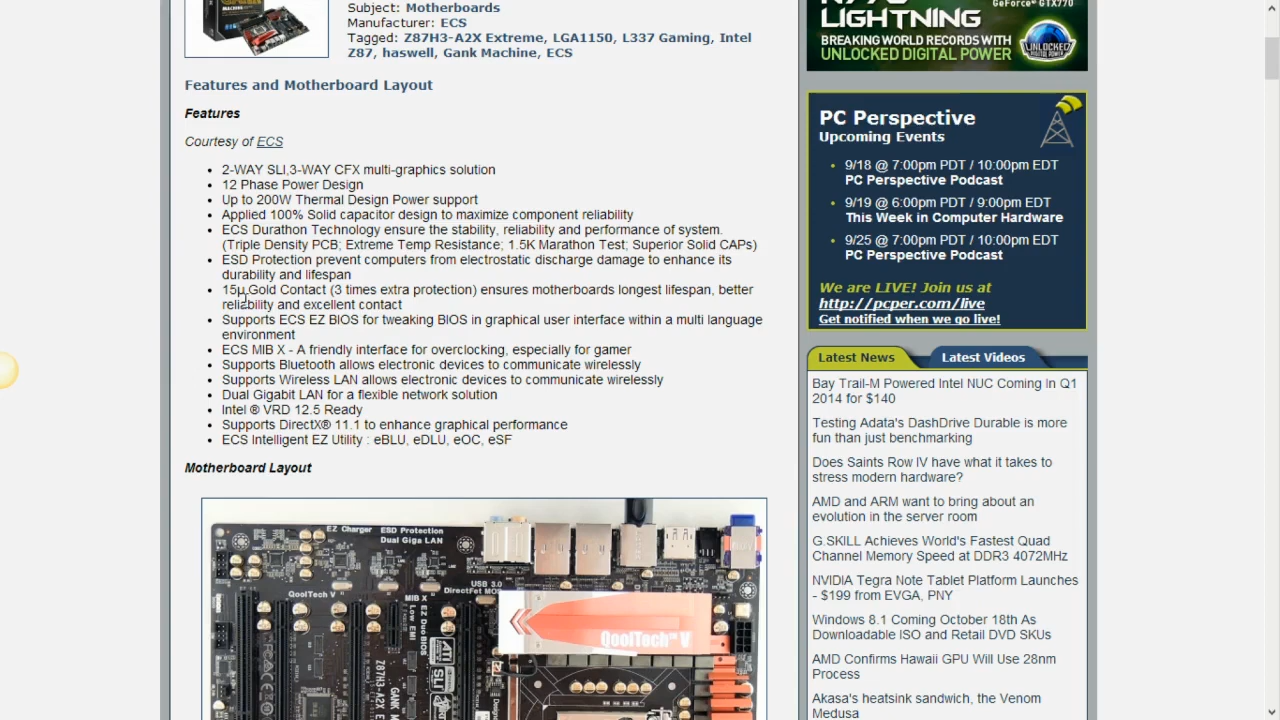 Subject: Motherboards
Manufacturer: ECS
Tagged: Z87H3-A2X Extreme, LGA1150, L337 Gaming, Intel
Z87, haswell, Gank Machine, ECS
Features and Motherboard Layout
Features
Courtesy of ECS
2-WAY SLI,3-WAY CFX multi-graphics solution
12 Phase Power Design
Up to 200W Thermal Design Power support
Applied 100% Solid capacitor design to maximize component reliability
ECS Durathon Technology ensure the stability, reliability and performance of system.
(Triple Density PCB; Extreme Temp Resistance; 1.5K Marathon Test; Superior Solid CAPs)
ESD Protection prevent computers from electrostatic discharge damage to enhance its
durability and lifespan
15μ Gold Contact (3 times extra protection) ensures motherboards longest lifespan, better
reliability and excellent contact
Supports ECS EZ BIOS for tweaking BIOS in graphical user interface within a multi language
environment
ECS MIB X - A friendly interface for overclocking, especially for gamer
Supports Bluetooth allows electronic devices to communicate wirelessly
Supports Wireless LAN allows electronic devices to communicate wirelessly
Dual Gigabit LAN for a flexible network solution
Intel ® VRD 12.5 Ready
Supports DirectX® 11.1 to enhance graphical performance
ECS Intelligent EZ Utility : eBLU, eDLU, eOC, eSF
Motherboard Layout
EZ Charger
ESD Protection
Dual Giga LAN
USB 3.0
DirectFet MOS
QoolTech V
MIB X
EZ Duo BIOS
Low EMI
ATI
SLI
Z87H3-A2X
GANK
QoolTech™ V
GeForce® GTX770
LIGHTNING
BREAKING WORLD RECORDS WITH
UNLOCKED DIGITAL POWER
UNLOCKED
PC Perspective
Upcoming Events
9/18 @ 7:00pm PDT / 10:00pm EDT
PC Perspective Podcast
9/19 @ 6:00pm PDT / 9:00pm EDT
This Week in Computer Hardware
9/25 @ 7:00pm PDT / 10:00pm EDT
PC Perspective Podcast
We are LIVE! Join us at
http://pcper.com/live
Get notified when we go live!
Latest News
Latest Videos
Bay Trail-M Powered Intel NUC Coming In Q1
2014 for $140
Testing Adata's DashDrive Durable is more
fun than just benchmarking
Does Saints Row IV have what it takes to
stress modern hardware?
AMD and ARM want to bring about an
evolution in the server room
G.SKILL Achieves World's Fastest Quad
Channel Memory Speed at DDR3 4072MHz
NVIDIA Tegra Note Tablet Platform Launches
- $199 from EVGA, PNY
Windows 8.1 Coming October 18th As
Downloadable ISO and Retail DVD SKUs
AMD Confirms Hawaii GPU Will Use 28nm
Process
Akasa's heatsink sandwich, the Venom
Medusa